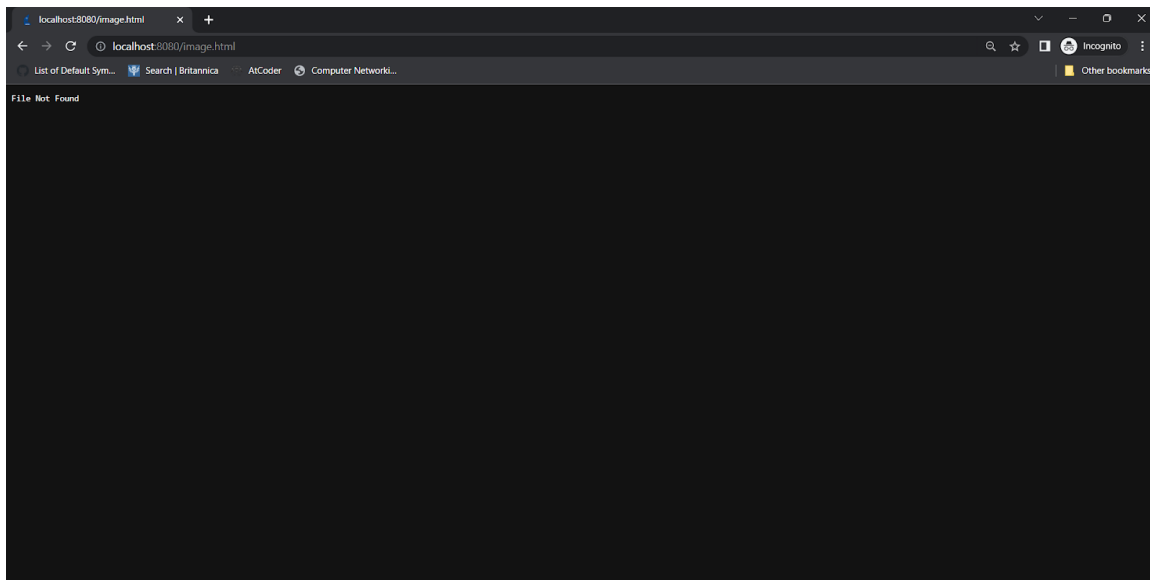 localhost:8080/image.html
localhost:8080/image.html
Incognito
List of Default Sym... Search | Britannica AtCoder Computer Networki... Other bookmarks
File Not Found